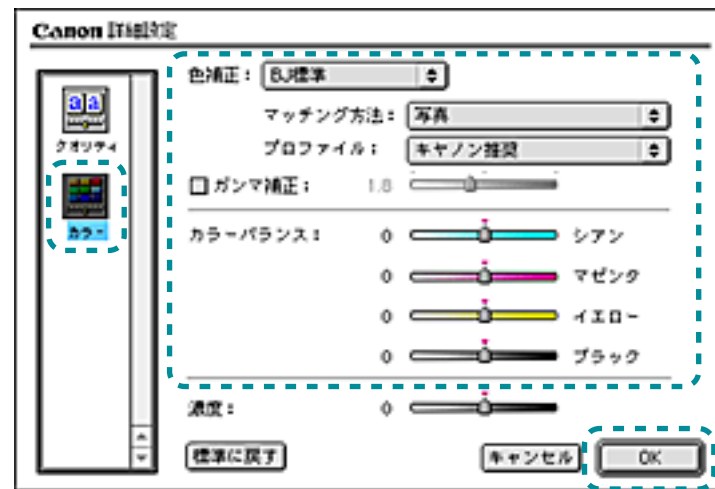 Canon 詳細設定
aa
クオリティ
カラー
色補正： BJ標準
マッチング方法： 写真
プロファイル： キヤノン推奨
ガンマ補正： 1.8
カラーバランス： 0 シアン
0 マゼンタ
0 イエロー
0 ブラック
濃度： 0
標準に戻す キャンセル OK